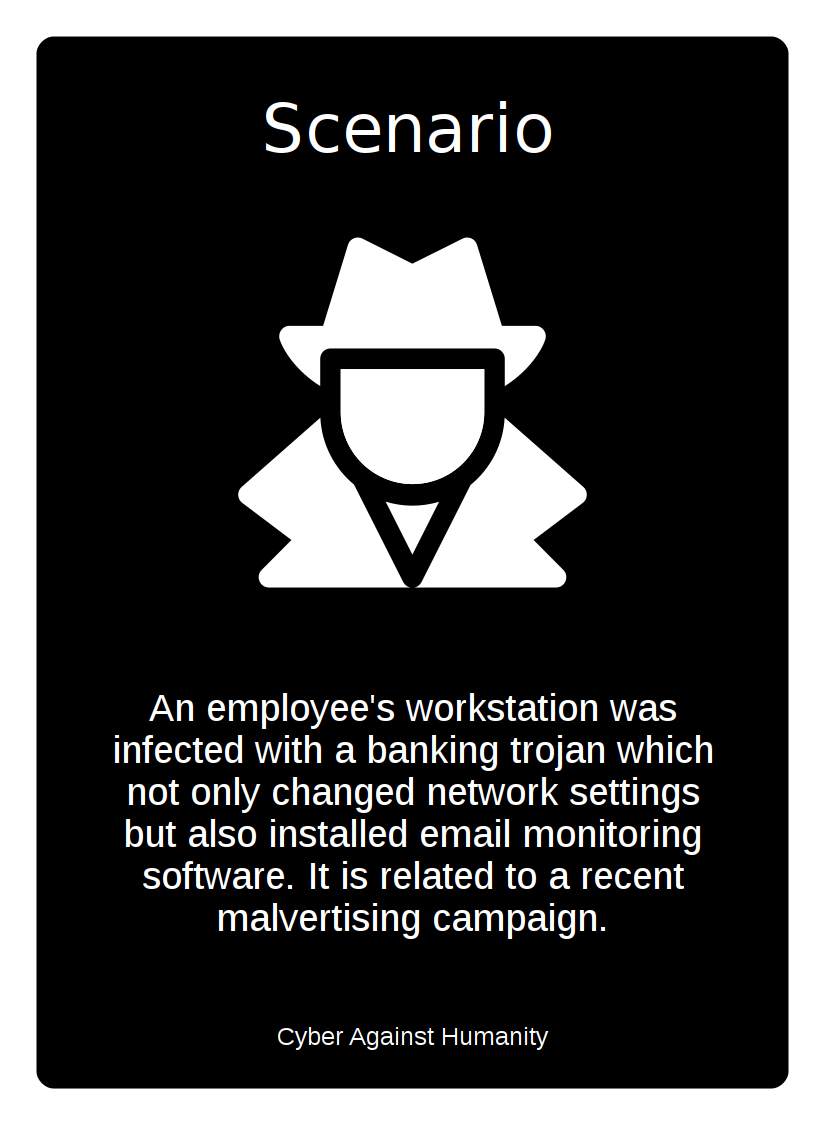 Scenario
An employee's workstation was
infected with a banking trojan which
not only changed network settings
but also installed email monitoring
software. It is related to a recent
malvertising campaign.
Cyber Against Humanity